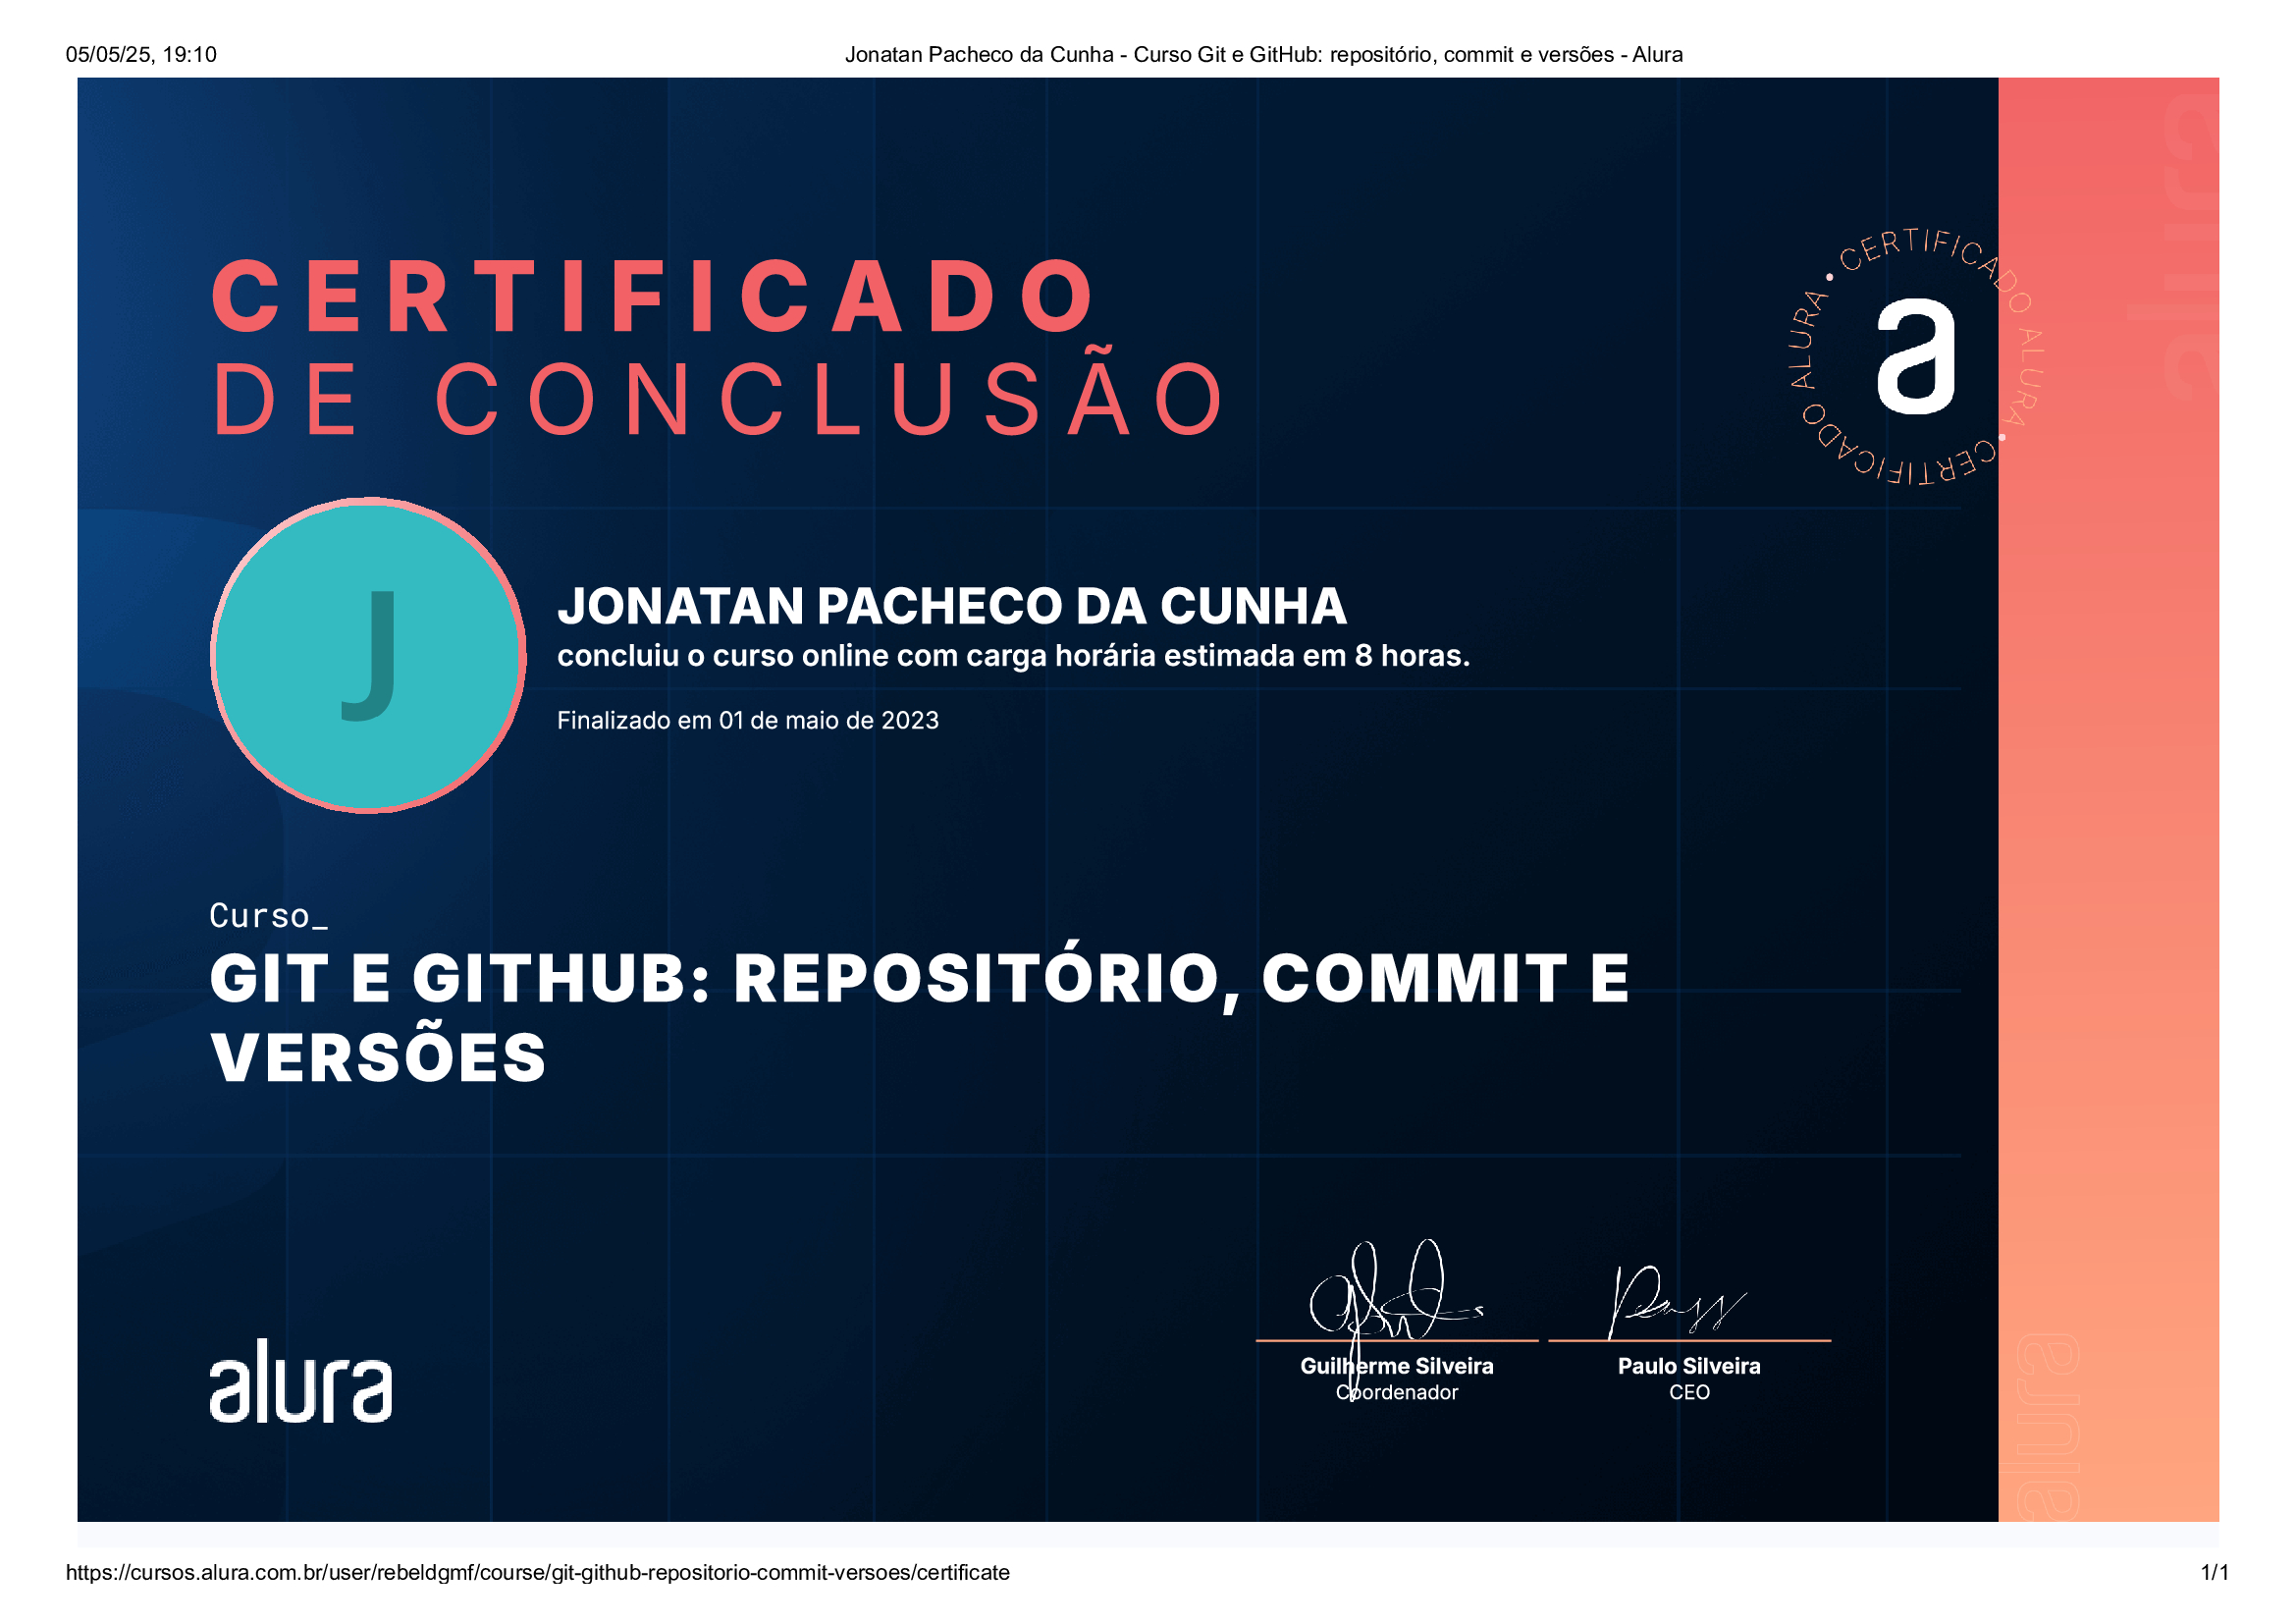 05/05/25, 19:10
Jonatan Pacheco da Cunha - Curso Git e GitHub: repositório, commit e versões - Alura
CERTIFICADO
DE CONCLUSÃO
CERTIFICADO ALURA • CERTIFICADO ALURA •
a
alura
J
JONATAN PACHECO DA CUNHA
concluiu o curso online com carga horária estimada em 8 horas.
Finalizado em 01 de maio de 2023
Curso_
GIT E GITHUB: REPOSITÓRIO, COMMIT E
VERSÕES
Guilherme Silveira
Coordenador
Paulo Silveira
CEO
alura
alura
https://cursos.alura.com.br/user/rebeldgmf/course/git-github-repositorio-commit-versoes/certificate
1/1